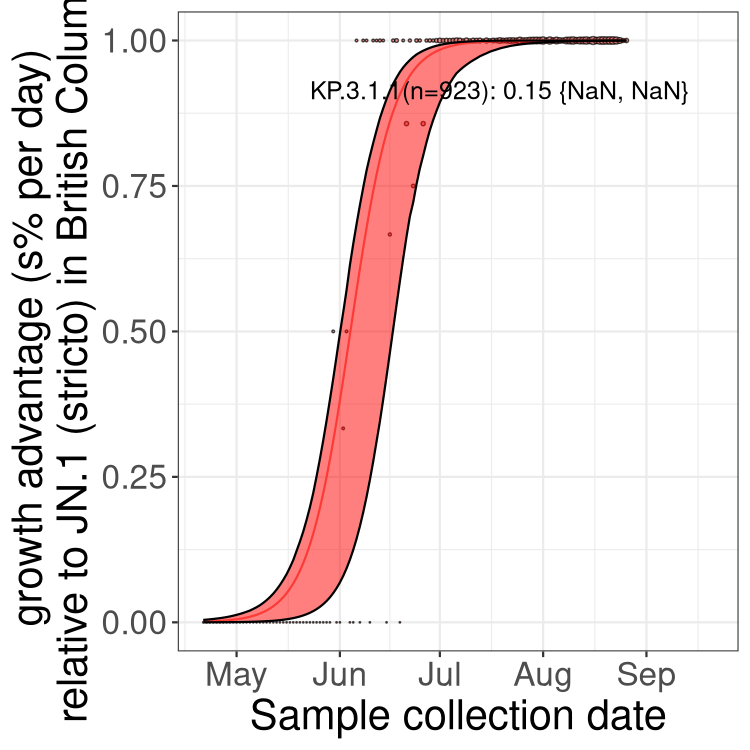 growth advantage (s% per day)
relative to JN.1 (stricto) in British Colum
1.00
0.75
0.50
0.25
0.00
KP.3.1.1(n=923): 0.15 {NaN, NaN}
May Jun Jul Aug Sep
Sample collection date